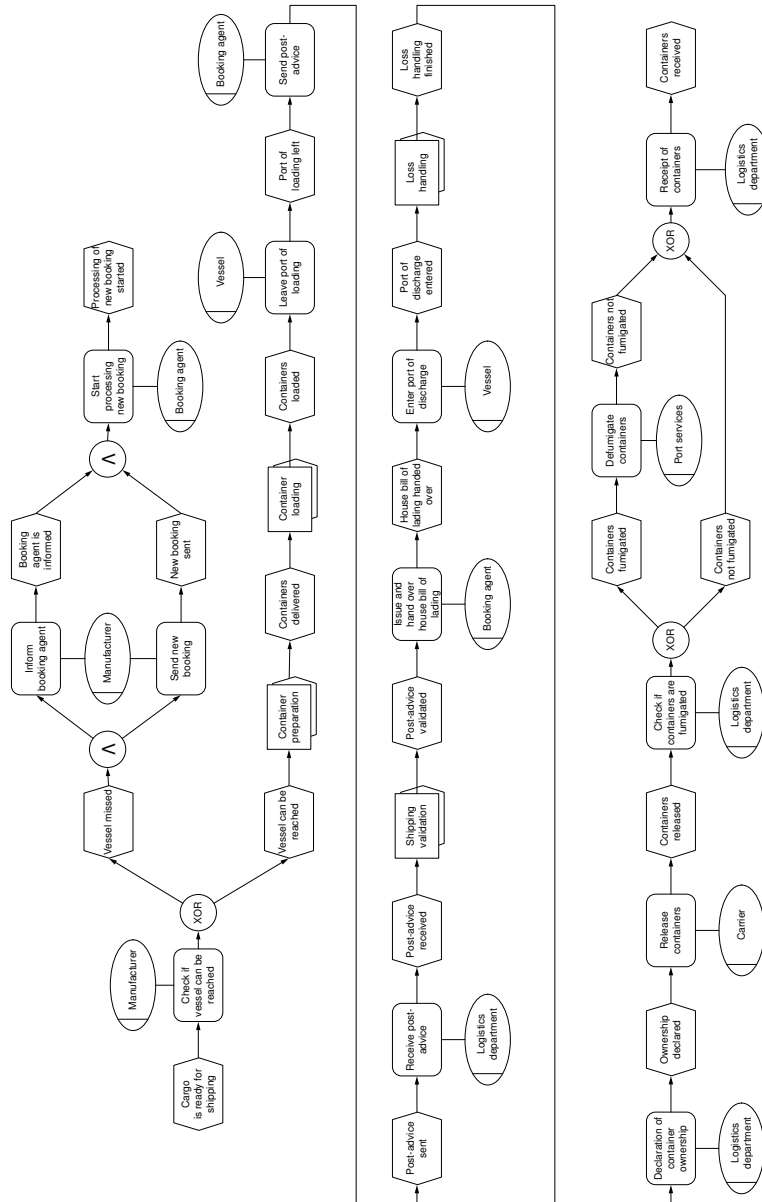 Cargo
is ready for
shipping
Manufacturer
Check if
vessel can be
reached
XOR
Vessel missed
V
Inform
booking agent
Manufacturer
Send new
booking
Booking
agent is
informed
New booking
sent
V
Start
processing
new booking
Booking agent
Processing of
new booking
started
Vessel can be
reached
Container
preparation
Containers
delivered
Container
loading
Containers
loaded
Vessel
Leave port of
loading
Port of
loading left
Booking agent
Send post-
advice
Post-advice
sent
Receive post-
advice
Logistics
department
Post-advice
received
Shipping
validation
Post-advice
validated
Issue and
hand over
house bill of
lading
Booking agent
House bill of
lading handed
over
Enter port of
discharge
Vessel
Port of
discharge
entered
Loss
handling
Loss
handling
finished
Declaration of
container
ownership
Logistics
department
Ownership
declared
Release
containers
Carrier
Containers
released
Check if
containers are
fumigated
Logistics
department
XOR
Containers
fumigated
Defumigate
containers
Port services
Containers not
fumigated
Containers
not fumigated
XOR
Receipt of
containers
Logistics
department
Containers
received